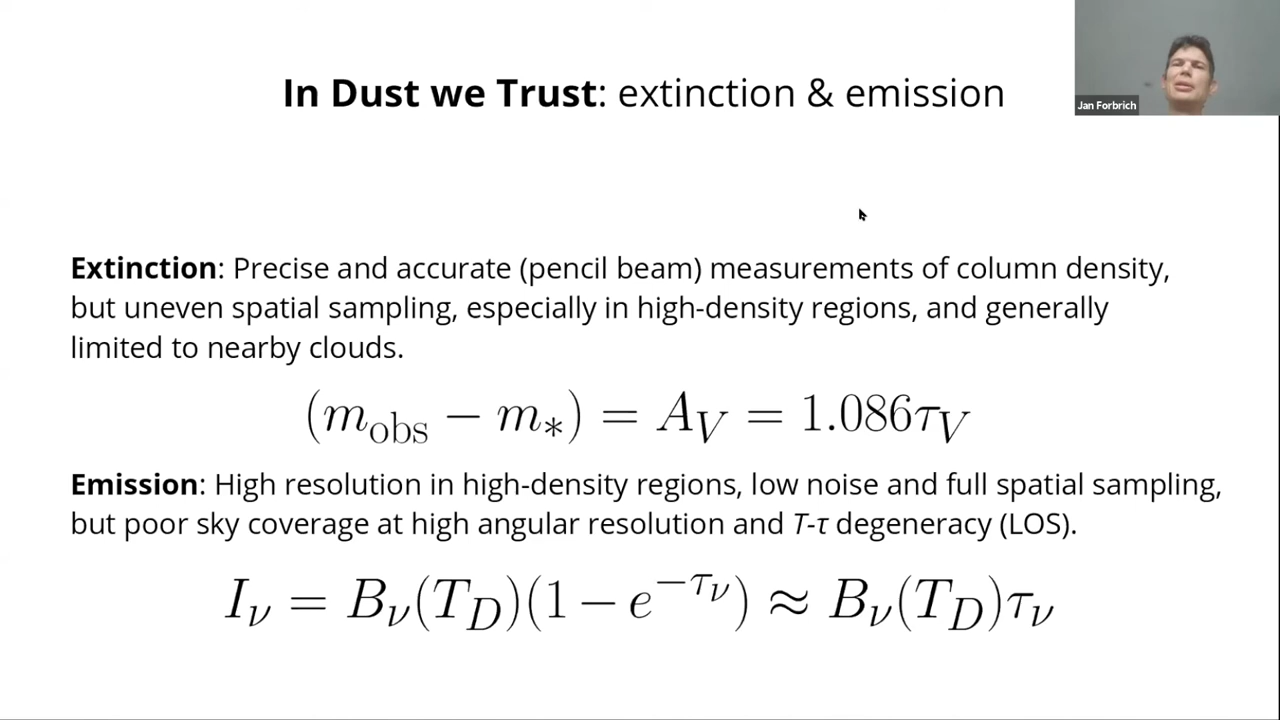 In Dust we Trust: extinction & emission
Jan Forbrich
Extinction: Precise and accurate (pencil beam) measurements of column density,
but uneven spatial sampling, especially in high-density regions, and generally
limited to nearby clouds.
(m_obs − m_*) = A_V = 1.086τ_V
Emission: High resolution in high-density regions, low noise and full spatial sampling,
but poor sky coverage at high angular resolution and T-τ degeneracy (LOS).
I_ν = B_ν(T_D)(1 − e^{−τ_ν}) ≈ B_ν(T_D)τ_ν